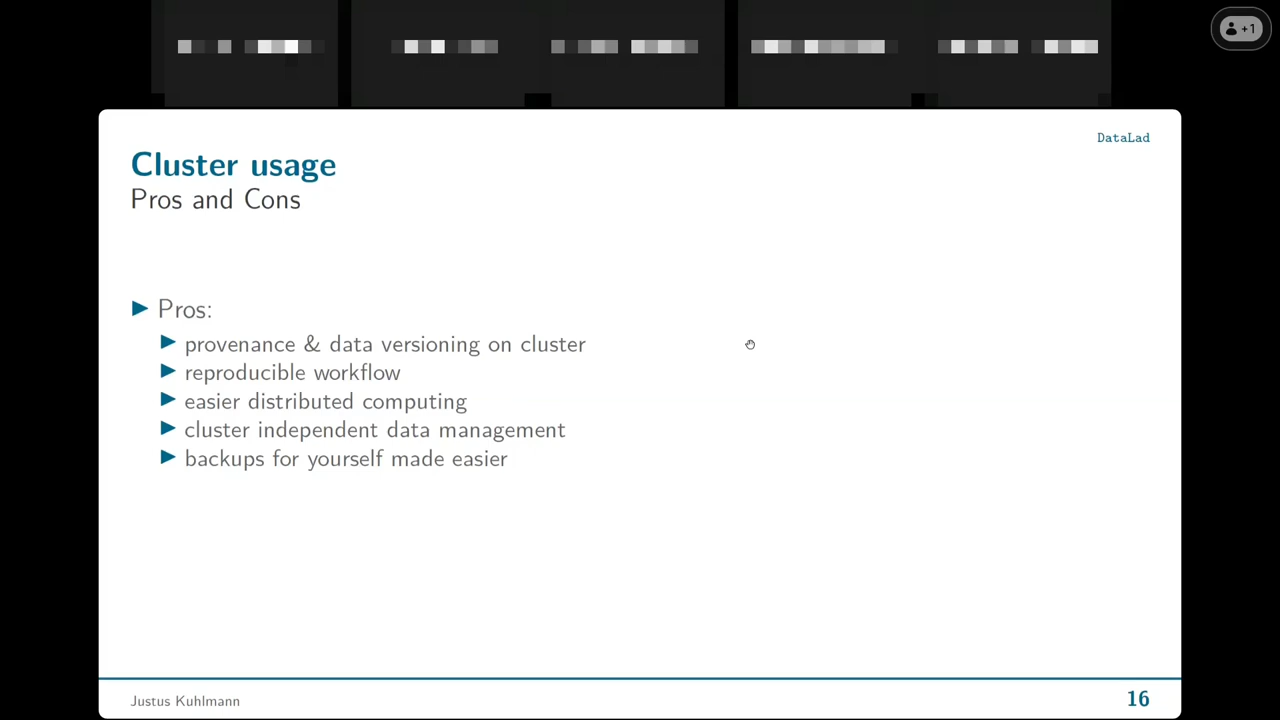 +1
DataLad
Cluster usage
Pros and Cons
Pros:
provenance & data versioning on cluster
reproducible workflow
easier distributed computing
cluster independent data management
backups for yourself made easier
Justus Kuhlmann
16